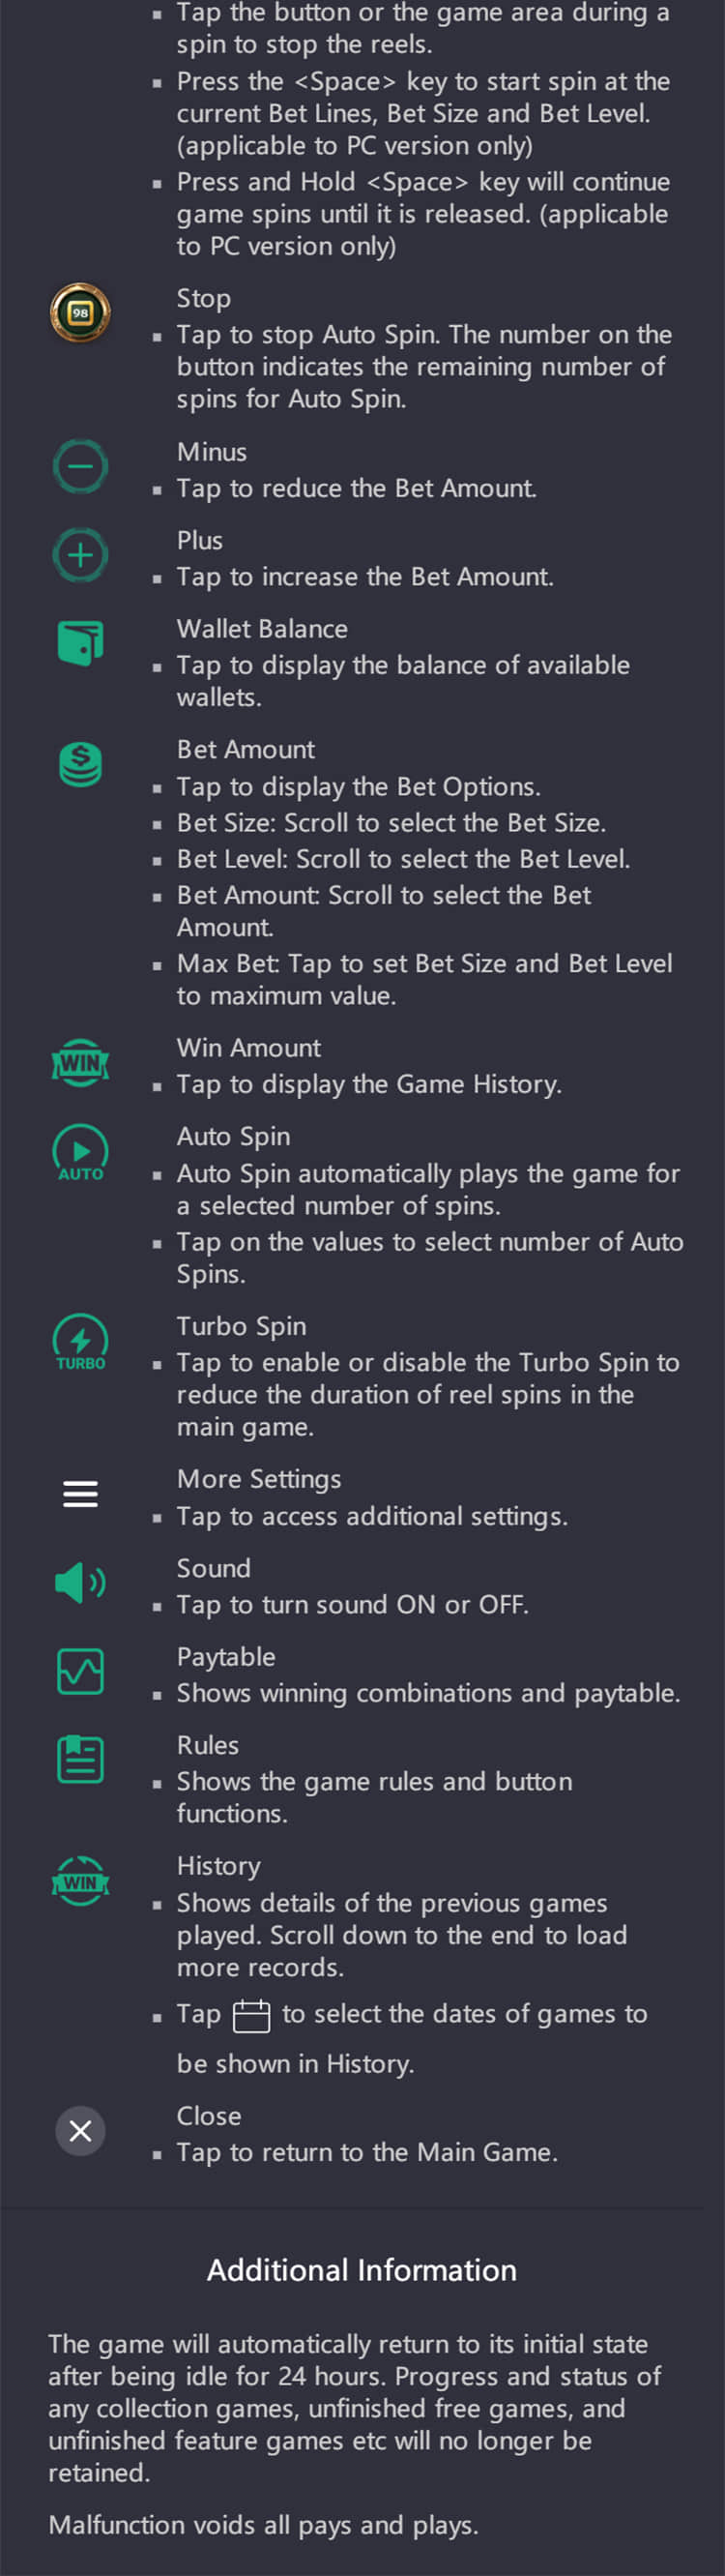 Tap the button or the game area during a
spin to stop the reels.
Press the <Space> key to start spin at the
current Bet Lines, Bet Size and Bet Level.
(applicable to PC version only)
Press and Hold <Space> key will continue
game spins until it is released. (applicable
to PC version only)
98
Stop
Tap to stop Auto Spin. The number on the
button indicates the remaining number of
spins for Auto Spin.
Minus
Tap to reduce the Bet Amount.
Plus
Tap to increase the Bet Amount.
Wallet Balance
Tap to display the balance of available
wallets.
$
Bet Amount
Tap to display the Bet Options.
Bet Size: Scroll to select the Bet Size.
Bet Level: Scroll to select the Bet Level.
Bet Amount: Scroll to select the Bet
Amount.
Max Bet: Tap to set Bet Size and Bet Level
to maximum value.
WIN
Win Amount
Tap to display the Game History.
AUTO
Auto Spin
Auto Spin automatically plays the game for
a selected number of spins.
Tap on the values to select number of Auto
Spins.
TURBO
Turbo Spin
Tap to enable or disable the Turbo Spin to
reduce the duration of reel spins in the
main game.
More Settings
Tap to access additional settings.
Sound
Tap to turn sound ON or OFF.
Paytable
Shows winning combinations and paytable.
Rules
Shows the game rules and button
functions.
WIN
History
Shows details of the previous games
played. Scroll down to the end to load
more records.
Tap to select the dates of games to
be shown in History.
Close
Tap to return to the Main Game.
Additional Information
The game will automatically return to its initial state
after being idle for 24 hours. Progress and status of
any collection games, unfinished free games, and
unfinished feature games etc will no longer be
retained.
Malfunction voids all pays and plays.